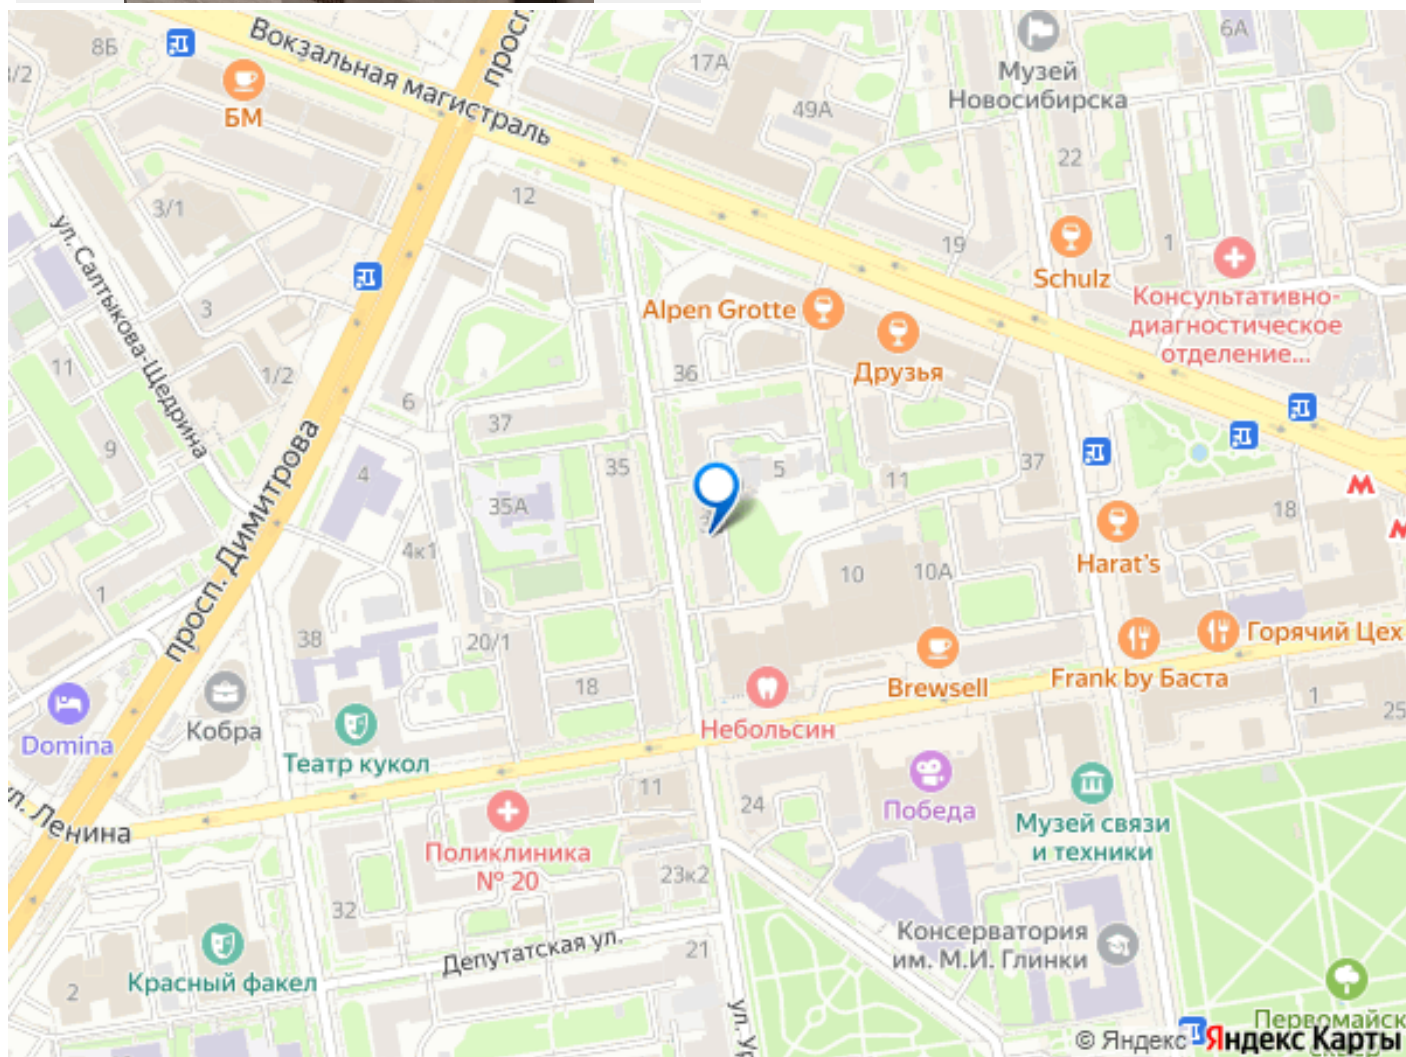 8Б
Вокзальная магистраль
просп
17А
6А
Музей
Новосибирска
БМ
49А
22
12
3/1
ул. Салтыкова-Щедрина
19
1
Schulz
Консультативно-
диагностическое
отделение...
Alpen Grotte
Друзья
3
11
1/2
6
36
37
9
просп. Димитрова
4
35
5
11
37
35А
18
Harat's
4к1
10
10А
1
38
20/1
Горячий Цех
Brewsell
Frank by Баста
18
Небольсин
1
25
Domina
Кобра
Театр кукол
ул. Ленина
11
24
Победа
Музей связи
и техники
Поликлиника
№ 20
23к2
32
Депутатская ул.
21
Консерватория
им. М.И. Глинки
Красный факел
2
ул. Ур
Первомайск
© Яндекс Яндекс Карты